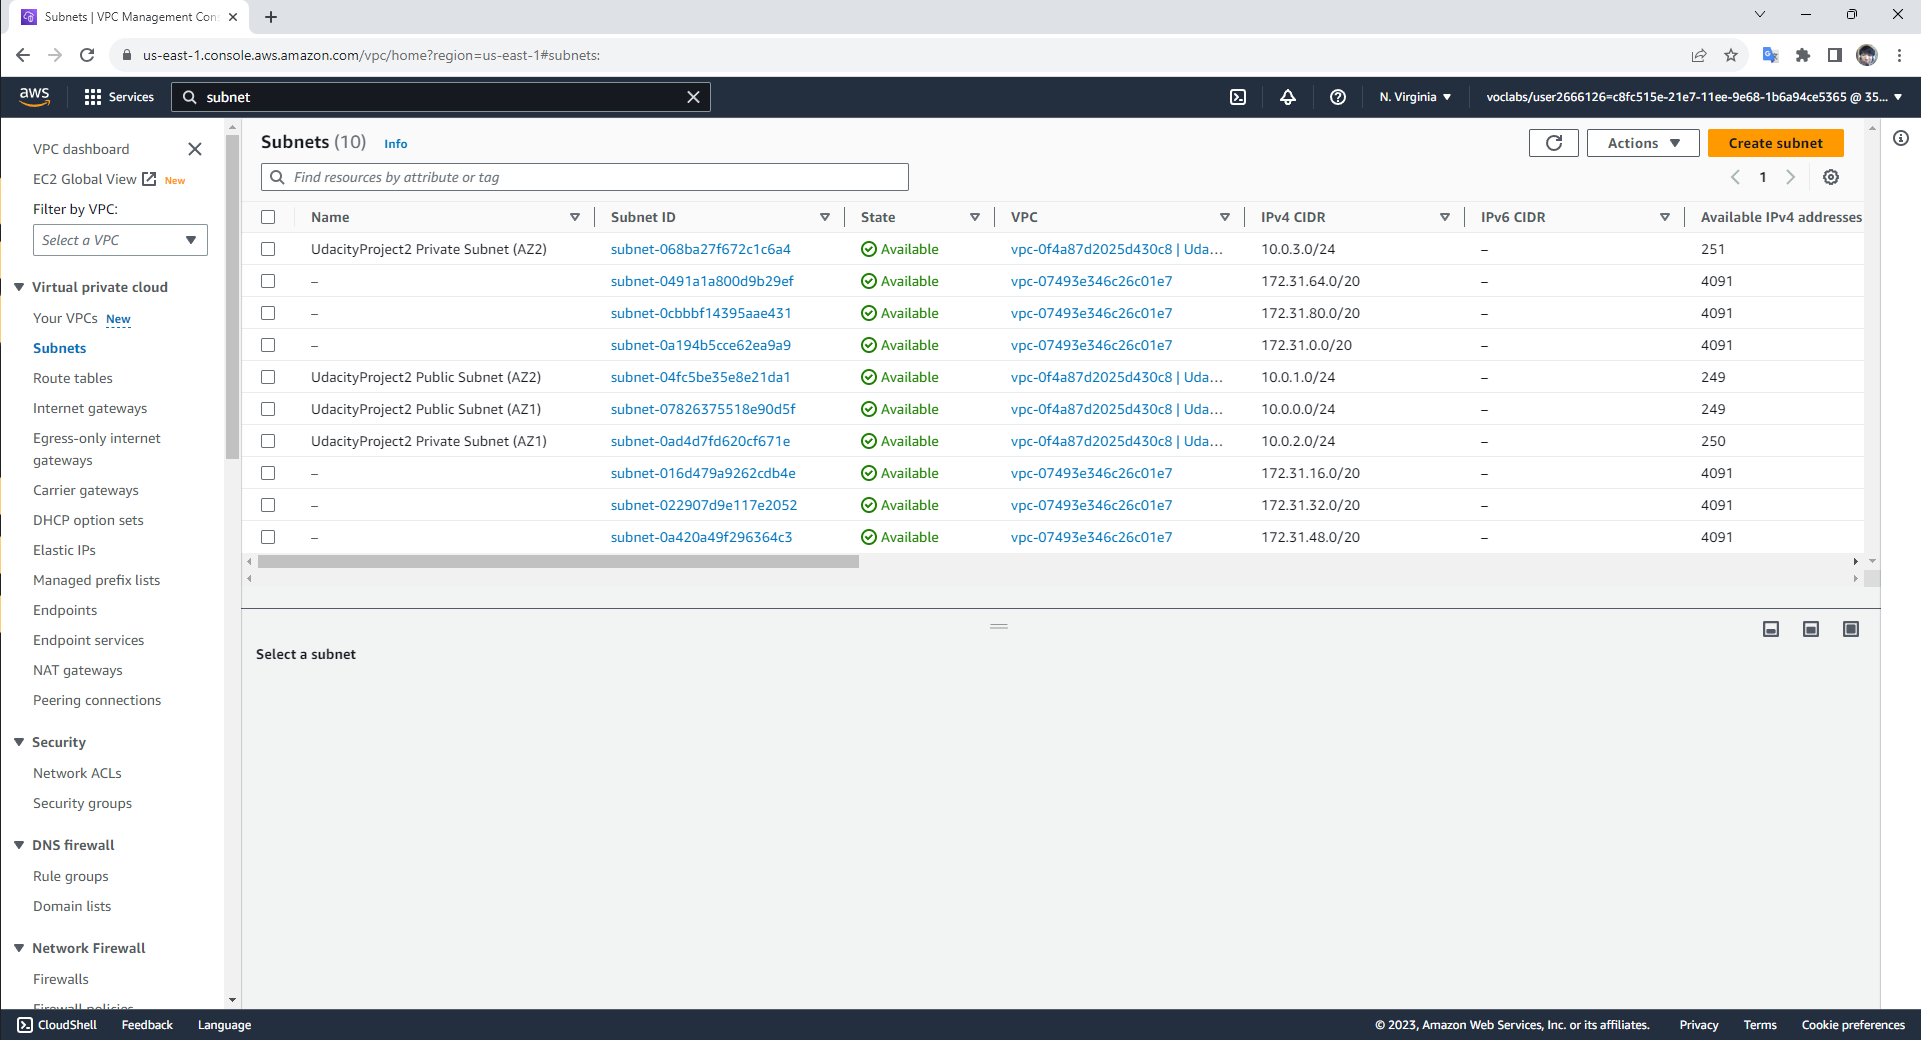 Subnets | VPC Management Con
us-east-1.console.aws.amazon.com/vpc/home?region=us-east-1#subnets:
aws
Services
subnet
N. Virginia
voclabs/user2666126=c8fc515e-21e7-11ee-9e68-1b6a94ce5365 @ 35...
VPC dashboard
EC2 Global View New
Filter by VPC:
Select a VPC
Virtual private cloud
Your VPCs New
Subnets
Route tables
Internet gateways
Egress-only internet
gateways
Carrier gateways
DHCP option sets
Elastic IPs
Managed prefix lists
Endpoints
Endpoint services
NAT gateways
Peering connections
Security
Network ACLs
Security groups
DNS firewall
Rule groups
Domain lists
Network Firewall
Firewalls
Firewall policies
Subnets (10) Info
Actions
Create subnet
Find resources by attribute or tag
1
Name Subnet ID State VPC IPv4 CIDR IPv6 CIDR Available IPv4 addresses
UdacityProject2 Private Subnet (AZ2) subnet-068ba27f672c1c6a4 Available vpc-0f4a87d2025d430c8 | Uda... 10.0.3.0/24 – 251
– subnet-0491a1a800d9b29ef Available vpc-07493e346c26c01e7 172.31.64.0/20 – 4091
– subnet-0cbbbf14395aae431 Available vpc-07493e346c26c01e7 172.31.80.0/20 – 4091
– subnet-0a194b5cce62ea9a9 Available vpc-07493e346c26c01e7 172.31.0.0/20 – 4091
UdacityProject2 Public Subnet (AZ2) subnet-04fc5be35e8e21da1 Available vpc-0f4a87d2025d430c8 | Uda... 10.0.1.0/24 – 249
UdacityProject2 Public Subnet (AZ1) subnet-07826375518e90d5f Available vpc-0f4a87d2025d430c8 | Uda... 10.0.0.0/24 – 249
UdacityProject2 Private Subnet (AZ1) subnet-0ad4d7fd620cf671e Available vpc-0f4a87d2025d430c8 | Uda... 10.0.2.0/24 – 250
– subnet-016d479a9262cdb4e Available vpc-07493e346c26c01e7 172.31.16.0/20 – 4091
– subnet-022907d9e117e2052 Available vpc-07493e346c26c01e7 172.31.32.0/20 – 4091
– subnet-0a420a49f296364c3 Available vpc-07493e346c26c01e7 172.31.48.0/20 – 4091
Select a subnet
CloudShell Feedback Language
© 2023, Amazon Web Services, Inc. or its affiliates. Privacy Terms Cookie preferences